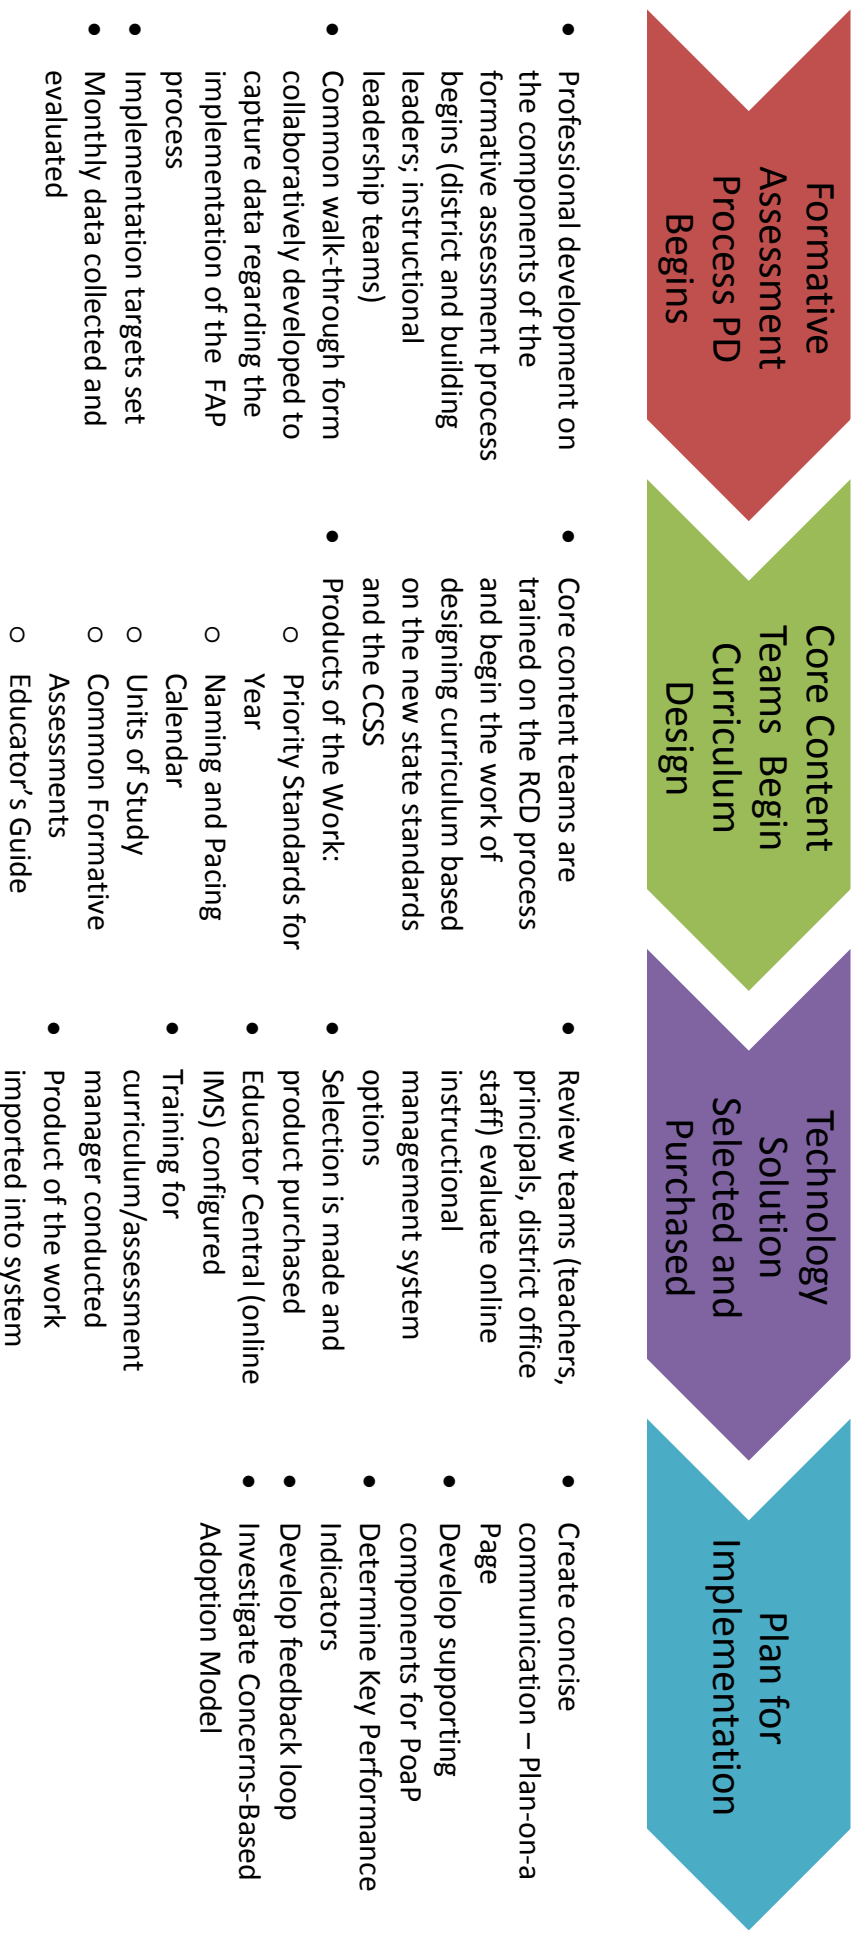 Formative
Assessment
Process PD
Begins
• Professional development on
the components of the
formative assessment process
begins (district and building
leaders; instructional
leadership teams)
• Common walk-through form
collaboratively developed to
capture data regarding the
implementation of the FAP
process
• Implementation targets set
• Monthly data collected and
evaluated
Core Content
Teams Begin
Curriculum
Design
• Core content teams are
trained on the RCD process
and begin the work of
designing curriculum based
on the new state standards
and the CCSS
• Products of the Work:
o Priority Standards for
Year
o Naming and Pacing
Calendar
o Units of Study
o Common Formative
Assessments
o Educator’s Guide
Technology
Solution
Selected and
Purchased
• Review teams (teachers,
principals, district office
staff) evaluate online
instructional
management system
options
• Selection is made and
product purchased
• Educator Central (online
IMS) configured
• Training for
curriculum/assessment
manager conducted
• Product of the work
imported into system
Plan for
Implementation
• Create concise
communication – Plan-on-a
Page
• Develop supporting
components for PoaP
• Determine Key Performance
Indicators
• Develop feedback loop
• Investigate Concerns-Based
Adoption Model